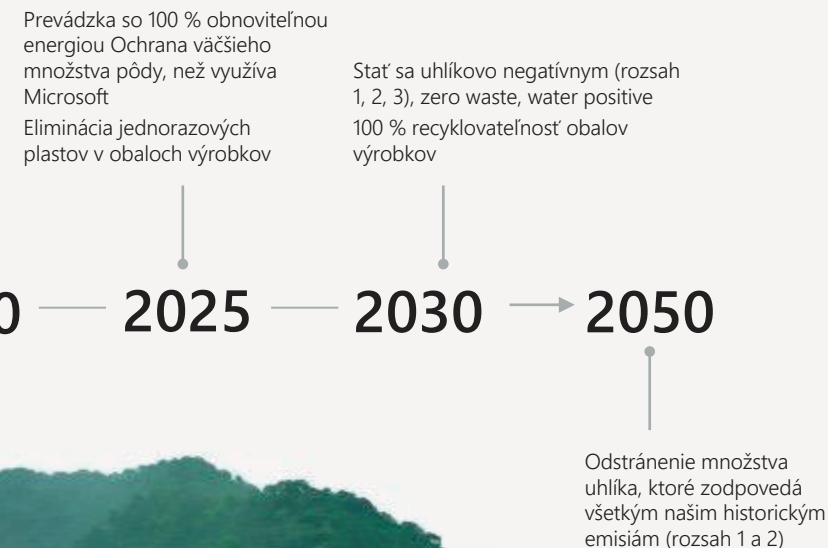 Prevádzka so 100 % obnoviteľnou
energiou Ochrana väčšieho
množstva pôdy, než využíva
Microsoft
Eliminácia jednorazových
plastov v obaloch výrobkov
Stať sa uhlíkovo negatívnym (rozsah
1, 2, 3), zero waste, water positive
100 % recyklovateľnosť obalov
výrobkov
0 2025 2030 2050
Odstránenie množstva
uhlíka, ktoré zodpovedá
všetkým našim historickým
emisiám (rozsah 1 a 2)